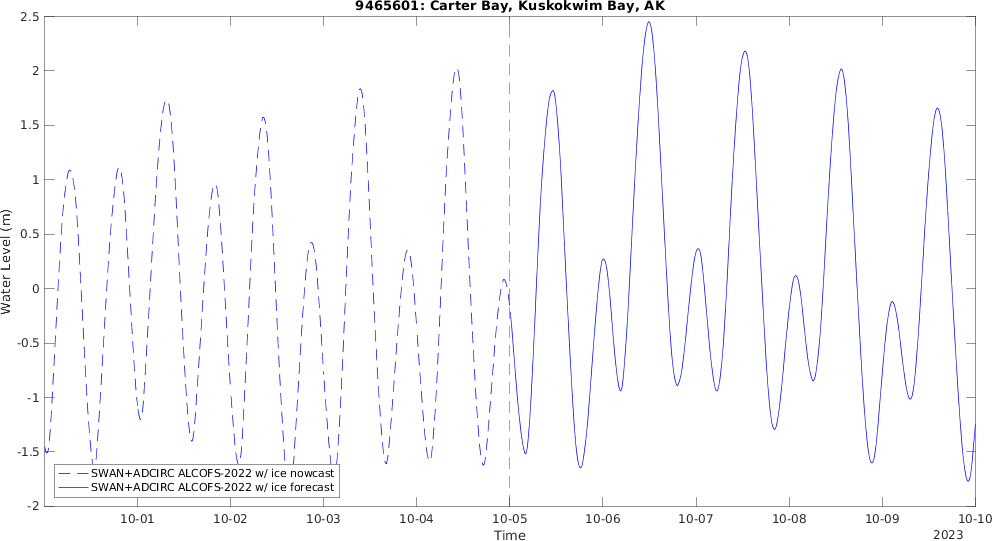 9465601: Carter Bay, Kuskokwim Bay, AK
2.5
2
1.5
1
0.5
0
-0.5
-1
-1.5
-2
Water Level (m)
SWAN+ADCIRC ALCOFS-2022 w/ ice nowcast
SWAN+ADCIRC ALCOFS-2022 w/ ice forecast
10-01 10-02 10-03 10-04 10-05 10-06 10-07 10-08 10-09 10-10
Time
2023